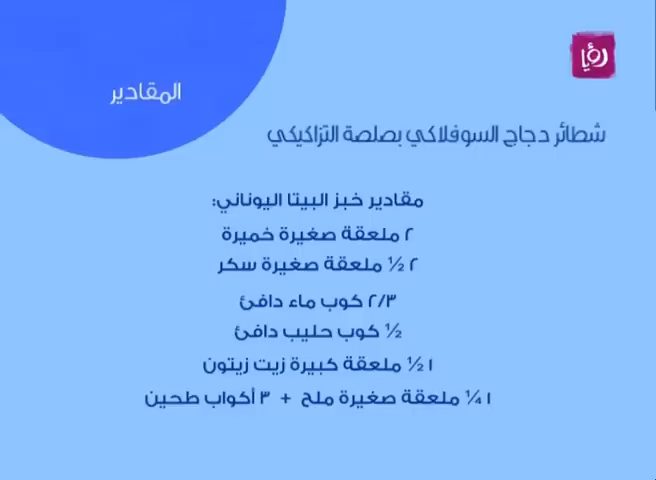 رؤيا
المقادير
شطائر دجاج السوفلاكي بصلصة التزاكيكي
مقادير خبز البيتا اليوناني:
٢ ملعقة صغيرة خميرة
٢ ½ ملعقة صغيرة سكر
٢/٣ كوب ماء دافئ
½ كوب حليب دافئ
١ ½ ملعقة كبيرة زيت زيتون
١ ¼ ملعقة صغيرة ملح + ٣ أكواب طحين